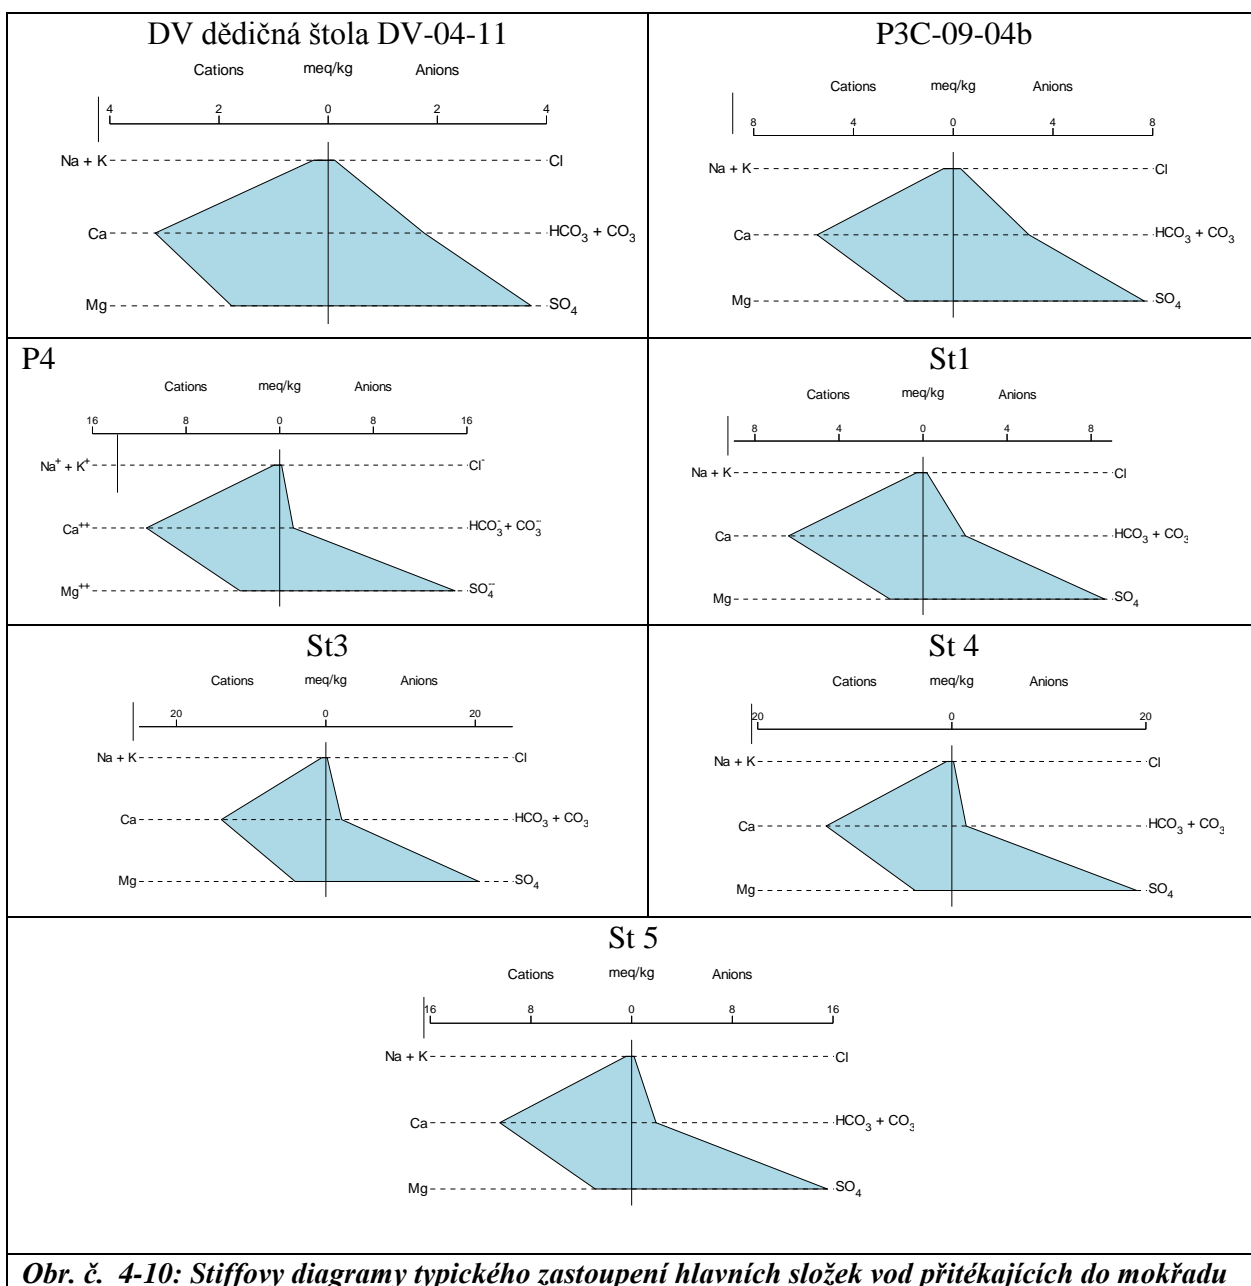 DV dědičná štola DV-04-11
Cations meq/kg Anions
4 2 0 2 4
Na + K Cl
Ca HCO3 + CO3
Mg SO4
P3C-09-04b
Cations meq/kg Anions
8 4 0 4 8
Na + K Cl
Ca HCO3 + CO3
Mg SO4
P4
Cations meq/kg Anions
16 8 0 8 16
Na+ + K+ Cl-
Ca++ HCO3- + CO3--
Mg++ SO4--
St1
Cations meq/kg Anions
8 4 0 4 8
Na + K Cl
Ca HCO3 + CO3
Mg SO4
St3
Cations meq/kg Anions
20 0 20
Na + K Cl
Ca HCO3 + CO3
Mg SO4
St 4
Cations meq/kg Anions
20 0 20
Na + K Cl
Ca HCO3 + CO3
Mg SO4
St 5
Cations meq/kg Anions
16 8 0 8 16
Na + K Cl
Ca HCO3 + CO3
Mg SO4
Obr. č. 4-10: Stiffovy diagramy typického zastoupení hlavních složek vod přitékajících do mokřadu